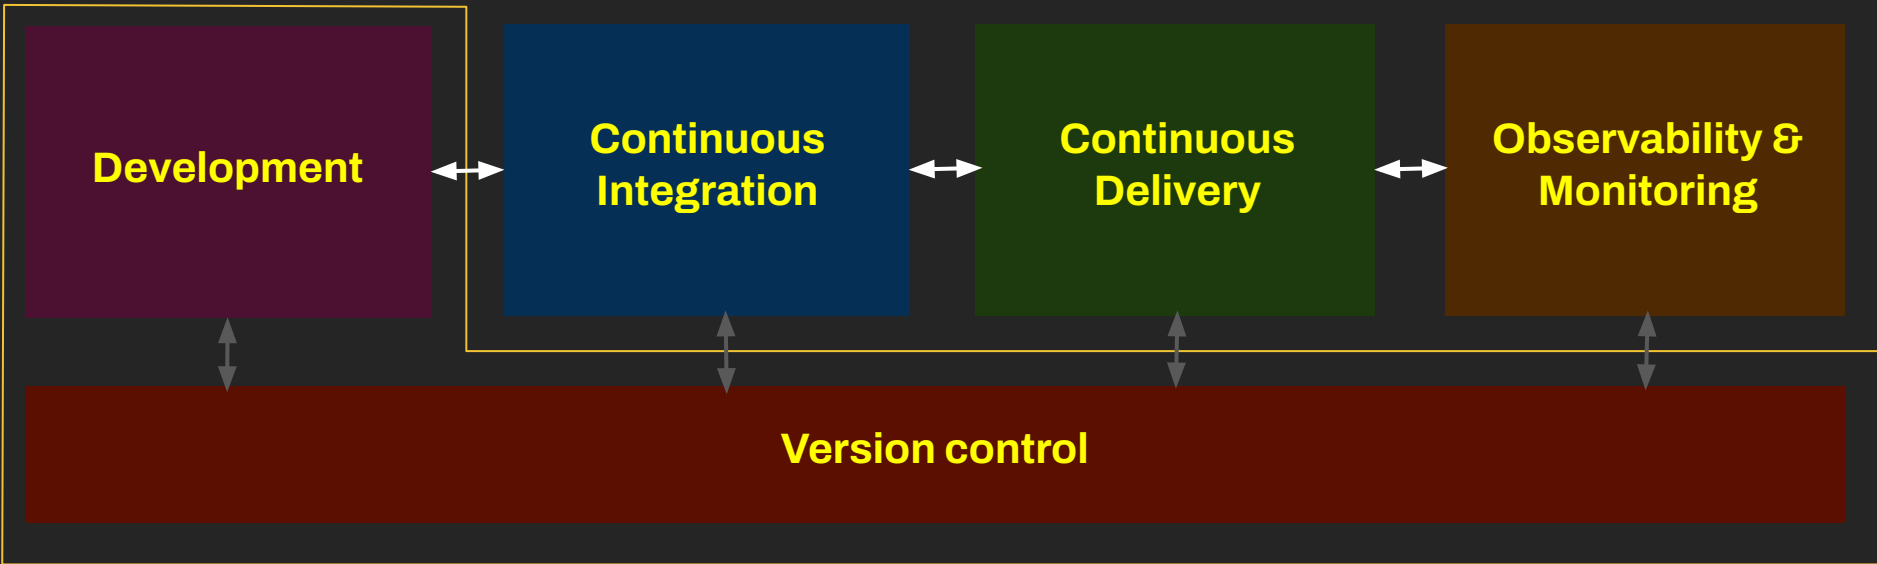 Development
Continuous
Integration
Continuous
Delivery
Observability &
Monitoring
Version control